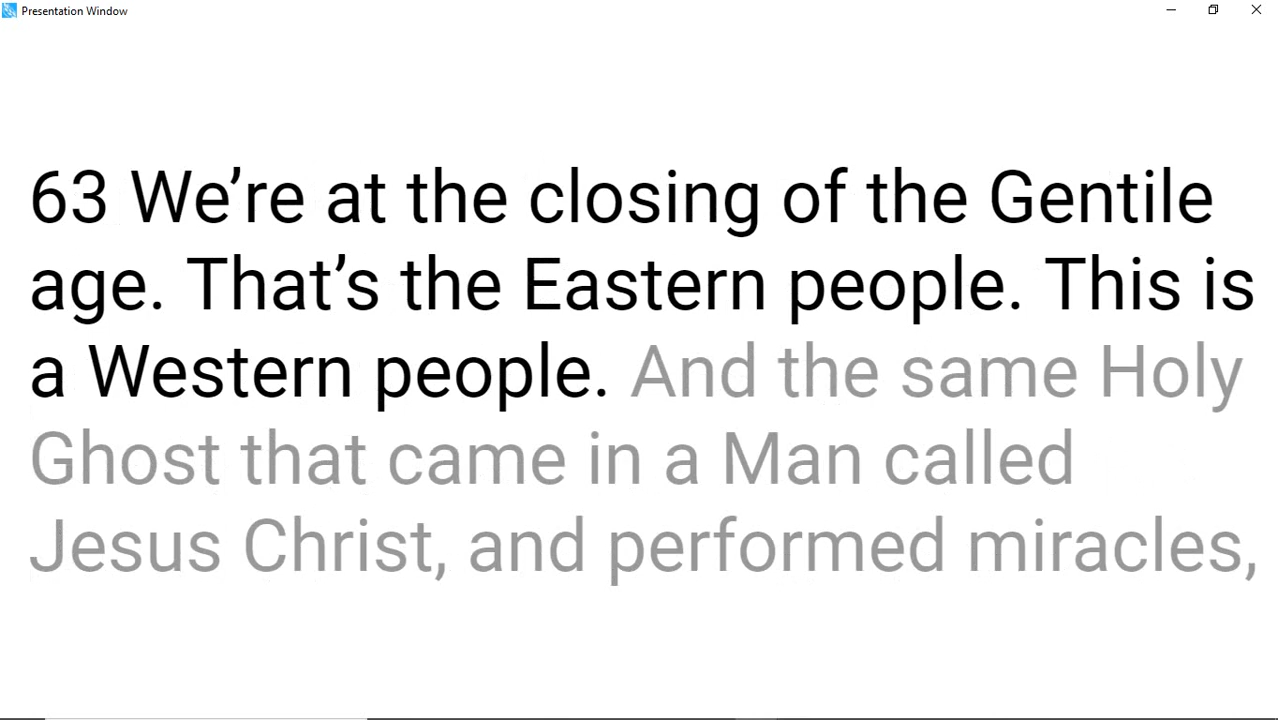 Presentation Window
63 We’re at the closing of the Gentile
age. That’s the Eastern people. This is
a Western people. And the same Holy
Ghost that came in a Man called
Jesus Christ, and performed miracles,